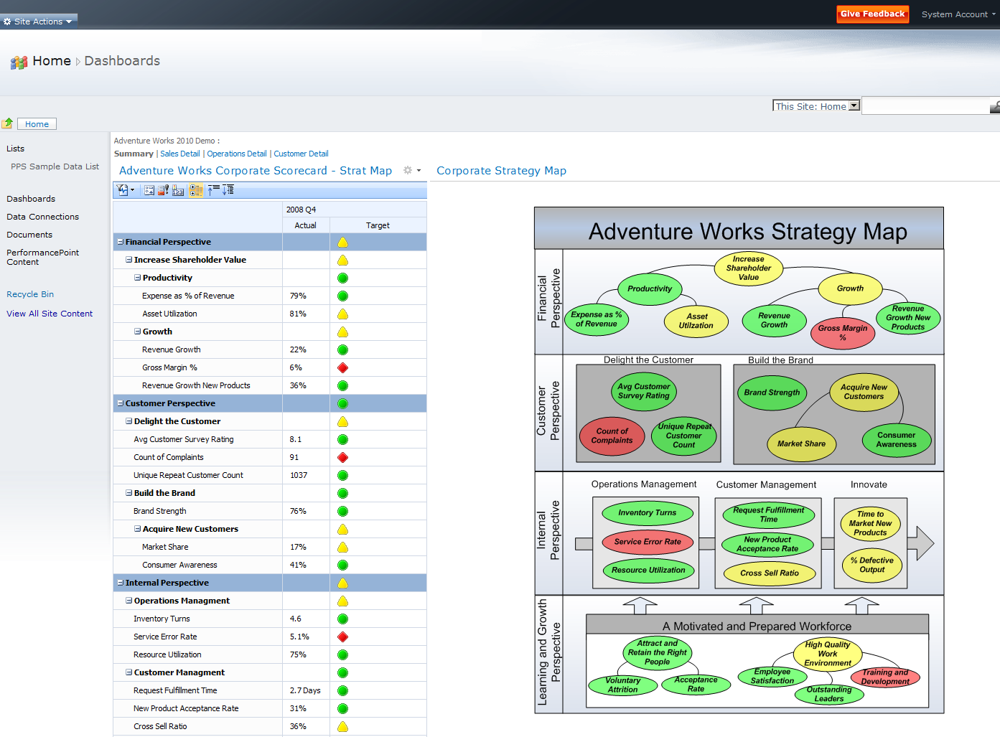 Site Actions
Give Feedback
System Account
Home
Dashboards
This Site: Home
Home
Lists
PPS Sample Data List
Dashboards
Data Connections
Documents
PerformancePoint
Content
Recycle Bin
View All Site Content
Adventure Works 2010 Demo :
Summary | Sales Detail | Operations Detail | Customer Detail
Adventure Works Corporate Scorecard - Strat Map
2008 Q4
Actual Target
Financial Perspective
Increase Shareholder Value
Productivity
Expense as % of Revenue 79%
Asset Utilization 81%
Growth
Revenue Growth 22%
Gross Margin % 6%
Revenue Growth New Products 36%
Customer Perspective
Delight the Customer
Avg Customer Survey Rating 8.1
Count of Complaints 91
Unique Repeat Customer Count 1037
Build the Brand
Brand Strength 76%
Acquire New Customers
Market Share 17%
Consumer Awareness 41%
Internal Perspective
Operations Managment
Inventory Turns 4.6
Service Error Rate 5.1%
Resource Utilization 75%
Customer Managment
Request Fulfillment Time 2.7 Days
New Product Acceptance Rate 31%
Cross Sell Ratio 36%
Corporate Strategy Map
Adventure Works Strategy Map
Financial
Perspective
Increase
Shareholder
Value
Productivity
Growth
Expense as %
of Revenue
Asset
Utilzation
Revenue
Growth
Gross Margin
%
Revenue
Growth New
Products
Customer
Perspective
Delight the Customer
Avg Customer
Survey Rating
Count of
Complaints
Unique Repeat
Customer
Count
Build the Brand
Brand Strength
Acquire New
Customers
Market Share
Consumer
Awareness
Internal
Perspective
Operations Management
Inventory Turns
Service Error Rate
Resource Utilization
Customer Management
Request Fulfillment
Time
New Product
Acceptance Rate
Cross Sell Ratio
Innovate
Time to
Market New
Products
% Defective
Output
Learning and Growth
Perspective
A Motivated and Prepared Workforce
Attract and
Retain the Right
People
Voluntary
Attrition
Acceptance
Rate
High Quality
Work
Environment
Employee
Satisfaction
Outstanding
Leaders
Training and
Development